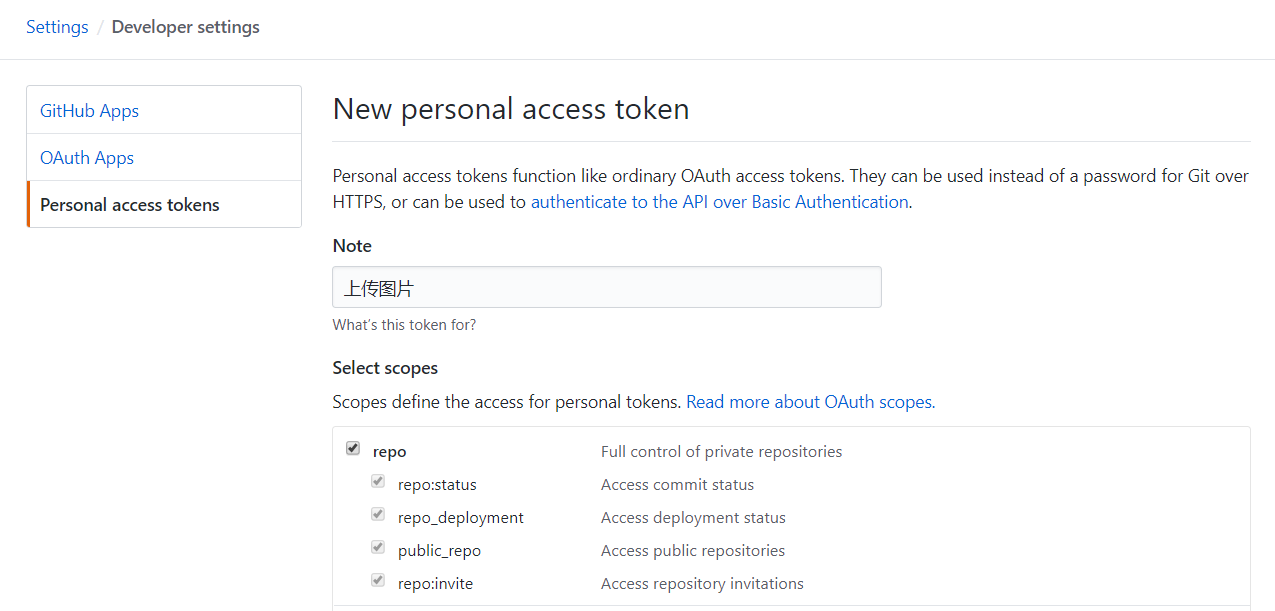 Settings / Developer settings
GitHub Apps
OAuth Apps
Personal access tokens
New personal access token
Personal access tokens function like ordinary OAuth access tokens. They can be used instead of a password for Git over
HTTPS, or can be used to authenticate to the API over Basic Authentication.
Note
上传图片
What's this token for?
Select scopes
Scopes define the access for personal tokens. Read more about OAuth scopes.
repo Full control of private repositories
repo:status Access commit status
repo_deployment Access deployment status
public_repo Access public repositories
repo:invite Access repository invitations